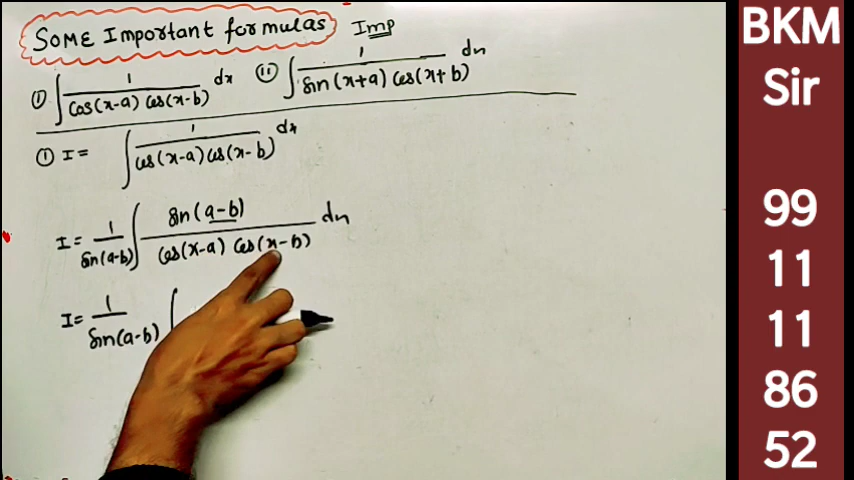 SOME Important formulas Imp
① ∫ 1/(cos(x-a) cos(x-b)) dx ⑪ ∫ 1/(sin(x+a) cos(x+b)) dx
① I = ∫ 1/(cos(x-a) cos(x-b)) dx
I = 1/sin(a-b) ∫ sin(a-b)/(cos(x-a) cos(x-b)) dx
I = 1/sin(a-b) ∫
BKM
Sir
99
11
11
86
52